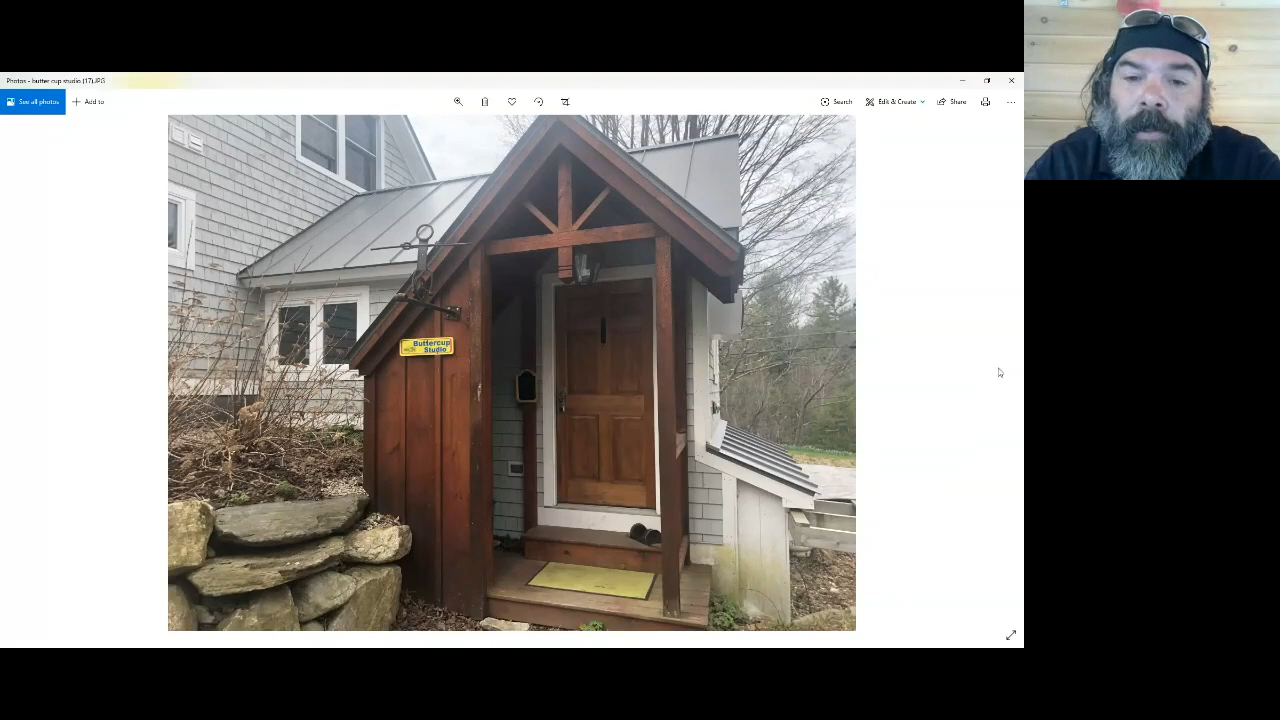 Photos - butter cup studio (17).JPG
See all photos
Add to
Search
Edit & Create
Share
Buttercup
Studio